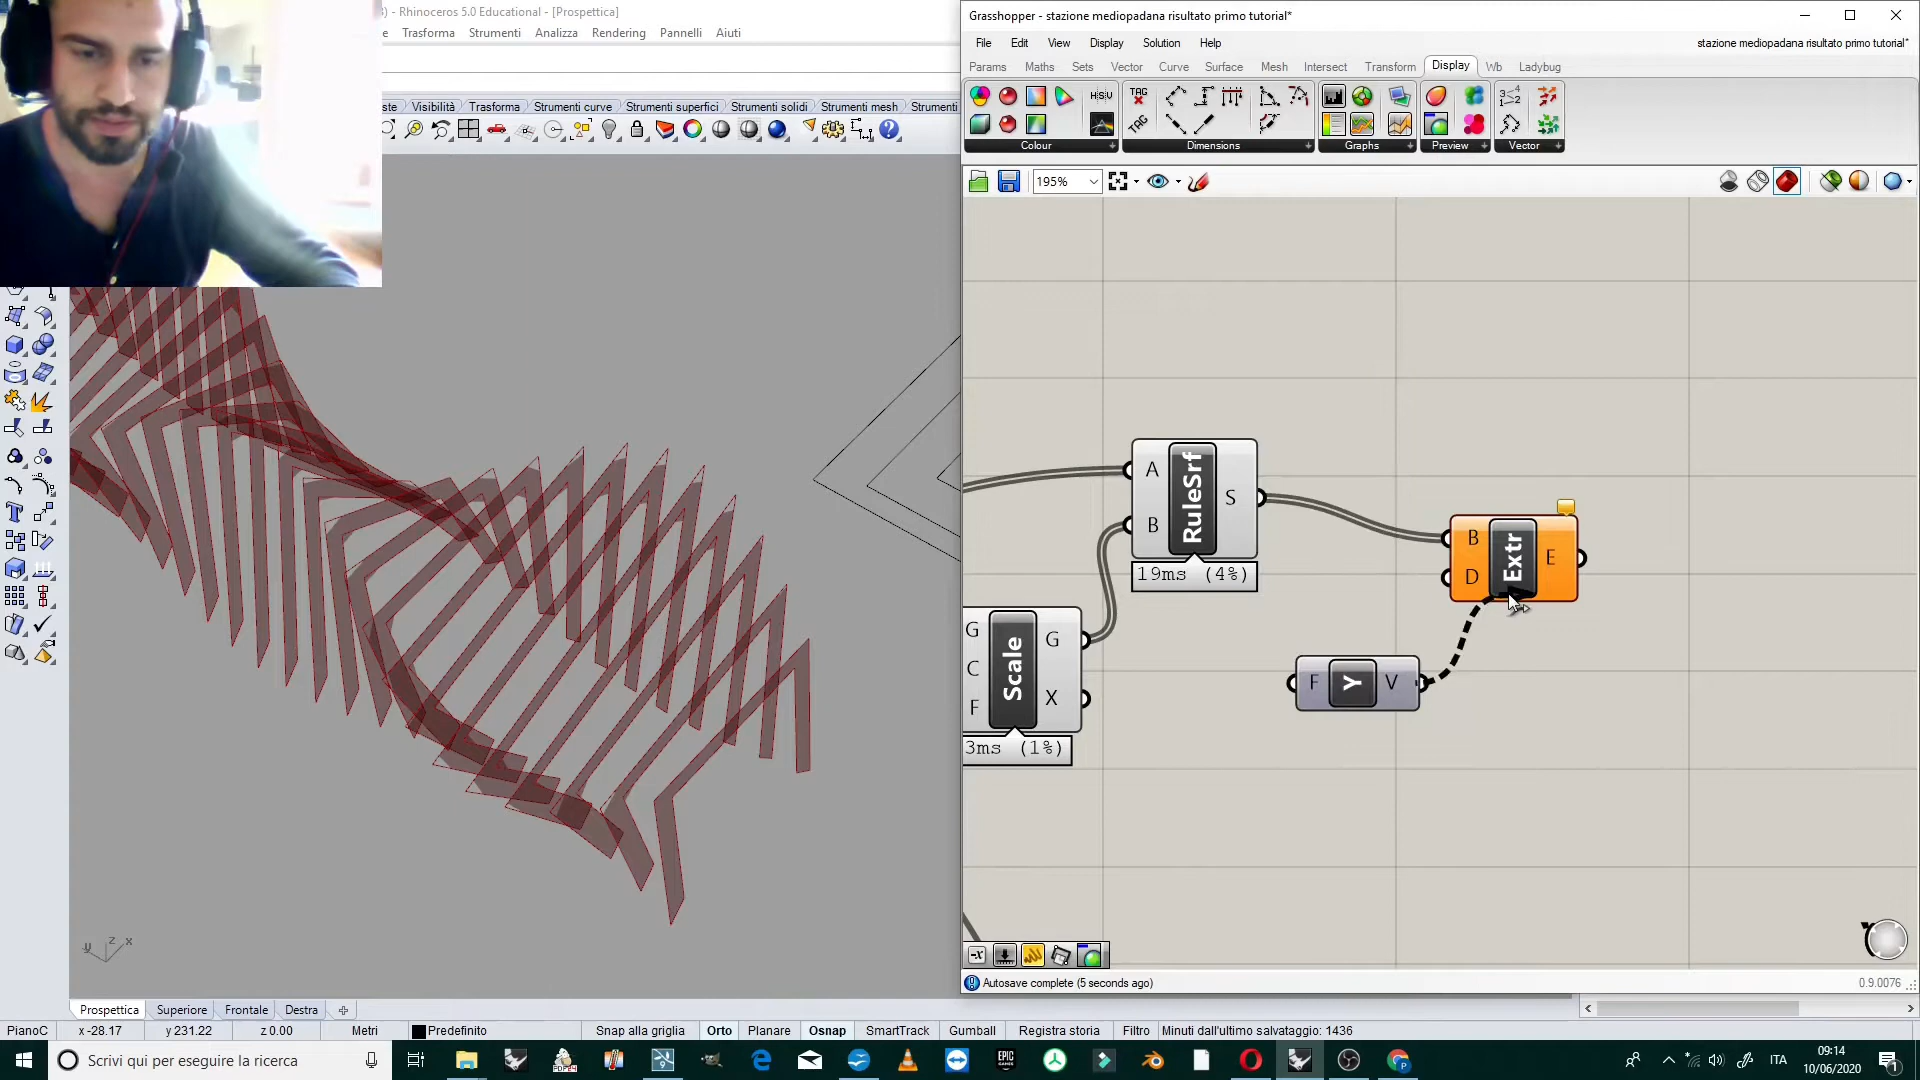 ) - Rhinoceros 5.0 Educational - [Prospettica]
e Trasforma Strumenti Analizza Rendering Pannelli Aiuti
ste Visibilità Trasforma Strumenti curve Strumenti superfici Strumenti solidi Strumenti mesh Strumenti
Grasshopper - stazione mediopadana risultato primo tutorial*
File Edit View Display Solution Help
stazione mediopadana risultato primo tutorial*
Params Maths Sets Vector Curve Surface Mesh Intersect Transform Display Wb Ladybug
HSV
TAG
TAG
Colour Dimensions Graphs Preview Vector
195%
A
B
RuleSrf
S
19ms (4%)
B
D
Extr
E
G
C
F
Scale
G
X
3ms (1%)
F Y V
y z x
Autosave complete (5 seconds ago)
0.9.0076
Prospettica Superiore Frontale Destra
PianoC x -28.17 y 231.22 z 0.00 Metri Predefinito Snap alla griglia Orto Planare Osnap SmartTrack Gumball Registra storia Filtro Minuti dall'ultimo salvataggio: 1436
Scrivi qui per eseguire la ricerca
ITA
09:14
10/06/2020